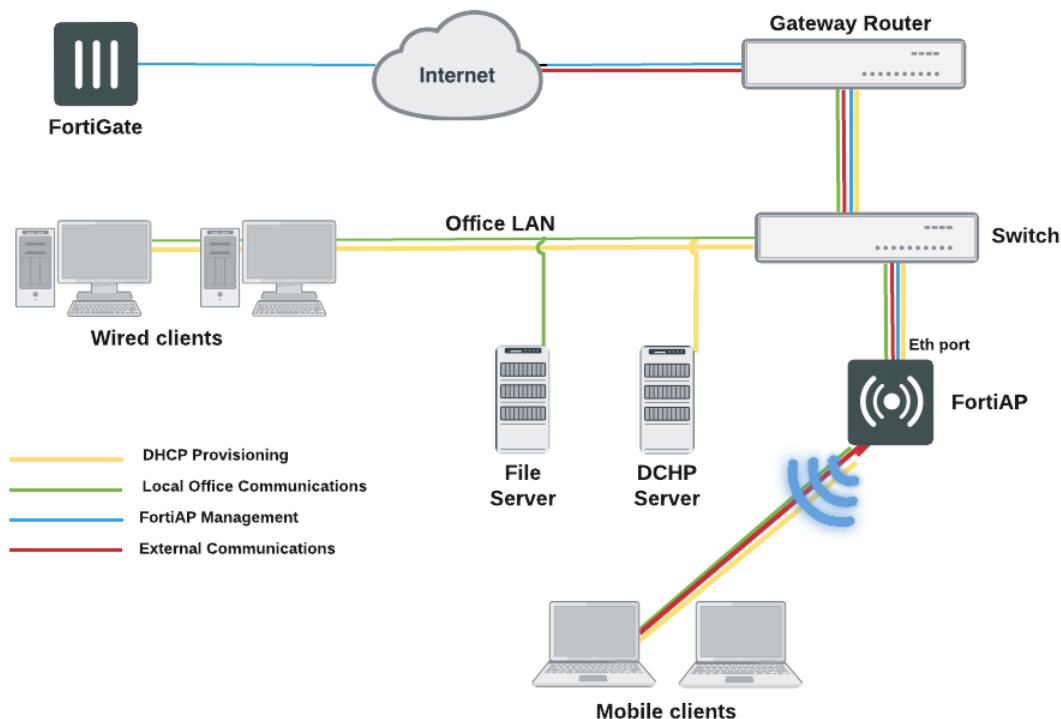 Gateway Router
Internet
FortiGate
Office LAN
Switch
Wired clients
Eth port
FortiAP
DHCP Provisioning
Local Office Communications
FortiAP Management
External Communications
File
Server
DCHP
Server
Mobile clients